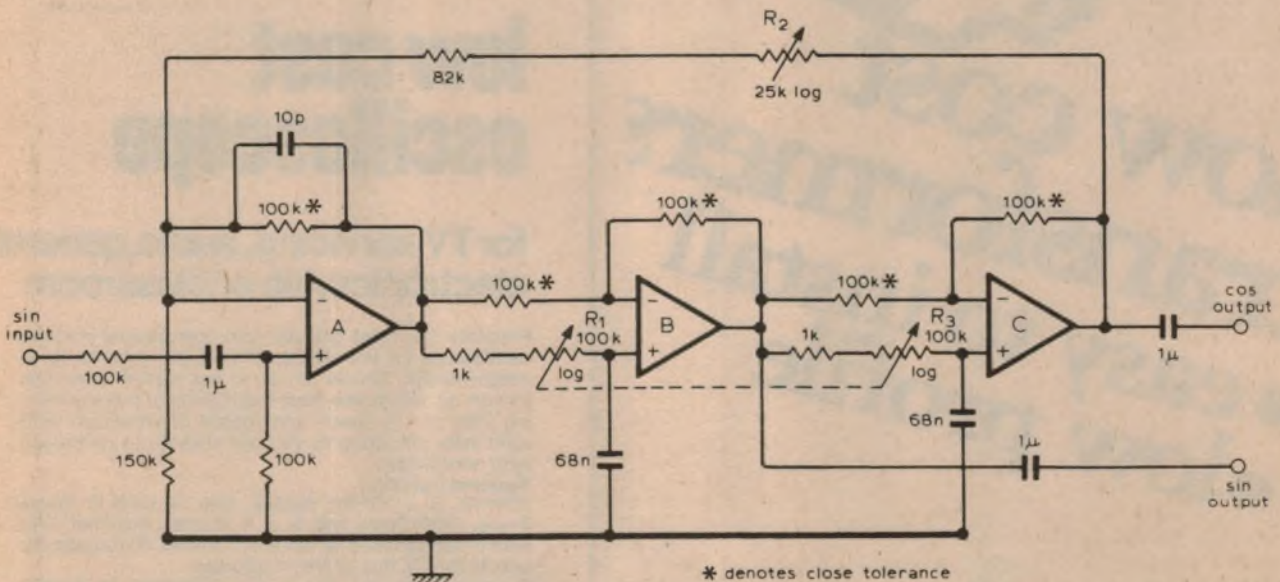 R2
82k
25k log
10p
100k*
100k*
100k*
sin
input
A
100k*
R1
100k
B
100k*
R3
100k
C
cos
output
100k
1μ
1k
log
1k
log
1μ
150k
100k
68n
68n
1μ
sin
output
* denotes close tolerance